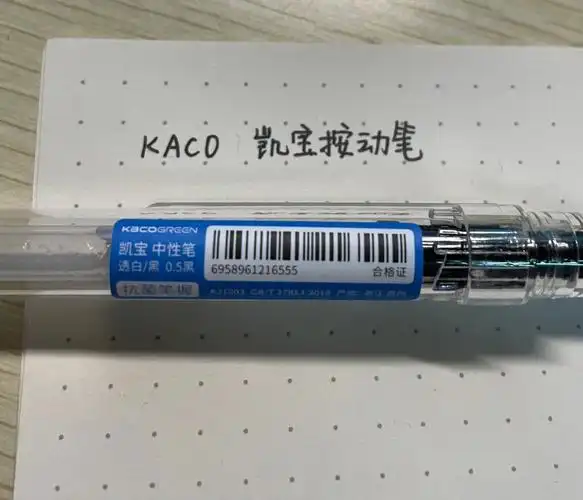 KACO 凯宝按动笔
KACOGREEN
凯宝 中性笔
透白/黑 0.5黑
抗菌笔握
6958961216555
合格证